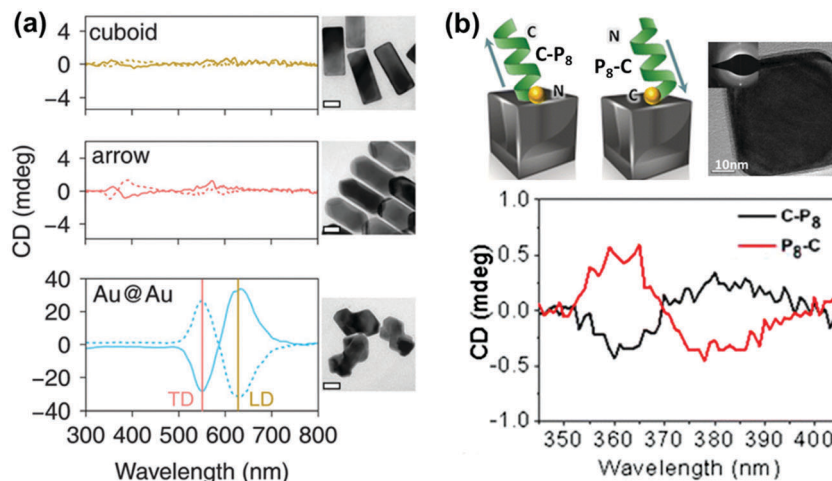 (a)
cuboid
4
0
−4
arrow
4
0
−4
CD (mdeg)
Au@Au
40
20
0
−20
−40
TD
LD
300 400 500 600 700 800
Wavelength (nm)
(b)
C
C-P8
N
N
P8-C
C
10nm
C-P8
P8-C
1.0
0.5
0.0
-0.5
-1.0
CD (mdeg)
350 360 370 380 390 400
Wavelength (nm)